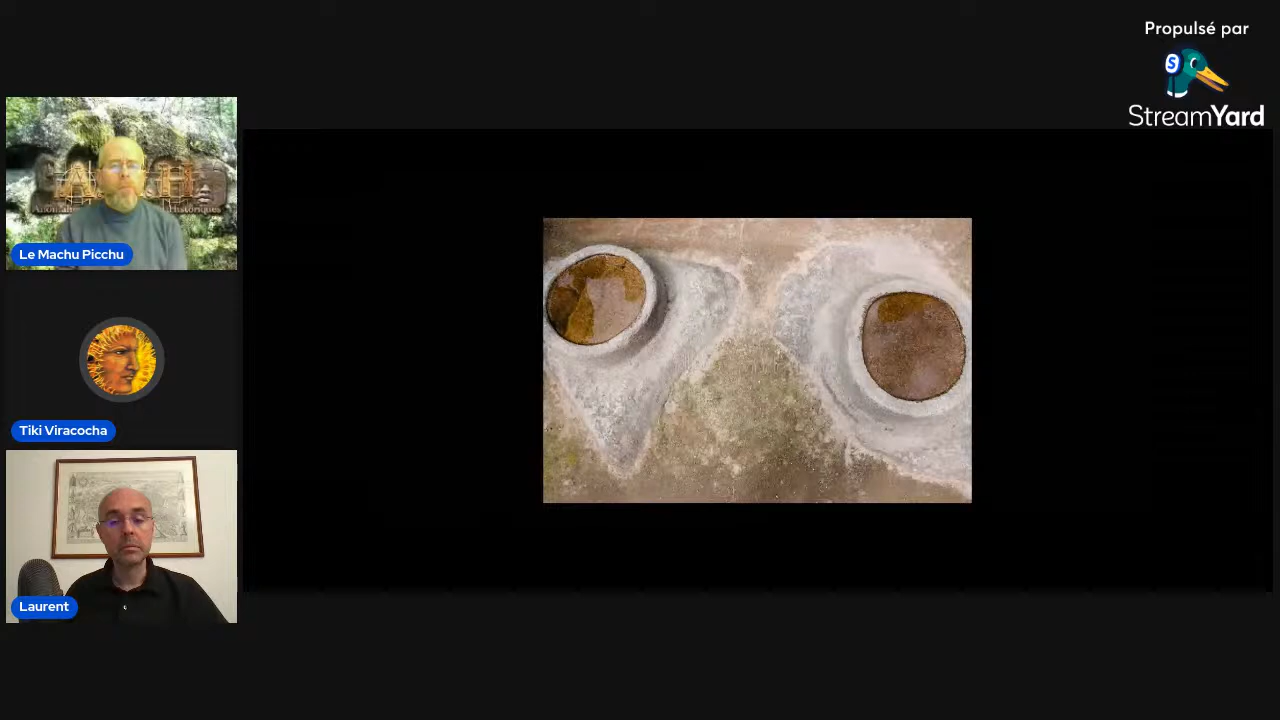 Propulsé par
StreamYard
Le Machu Picchu
Tiki Viracocha
Laurent